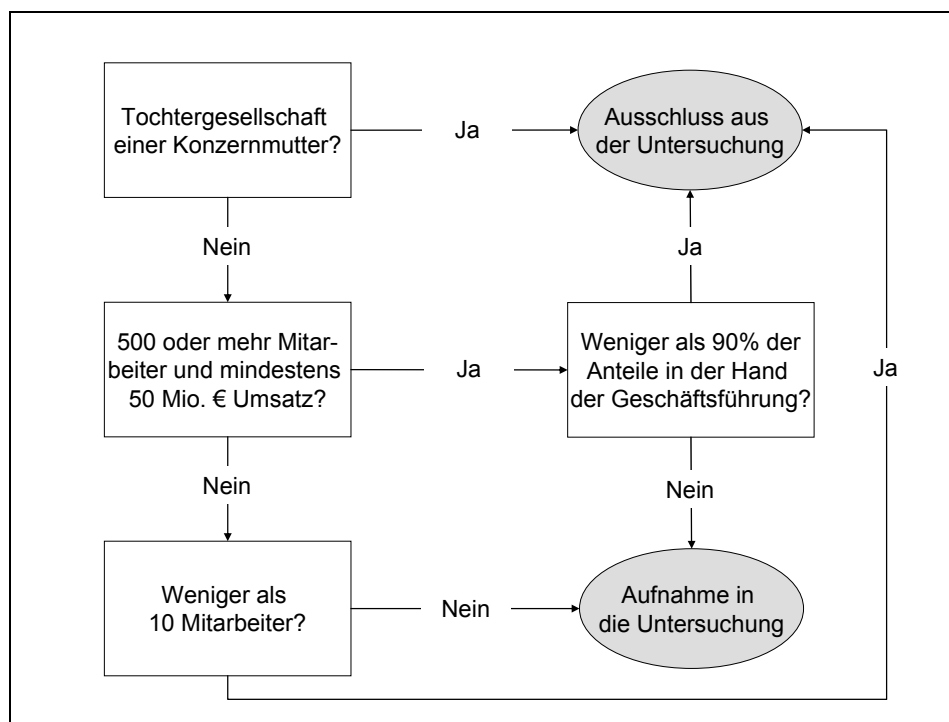 Tochtergesellschaft
einer Konzernmutter?
Ja
Ausschluss aus
der Untersuchung
Nein
Ja
500 oder mehr Mitar-
beiter und mindestens
50 Mio. € Umsatz?
Ja
Weniger als 90% der
Anteile in der Hand
der Geschäftsführung?
Ja
Nein
Nein
Weniger als
10 Mitarbeiter?
Nein
Aufnahme in
die Untersuchung